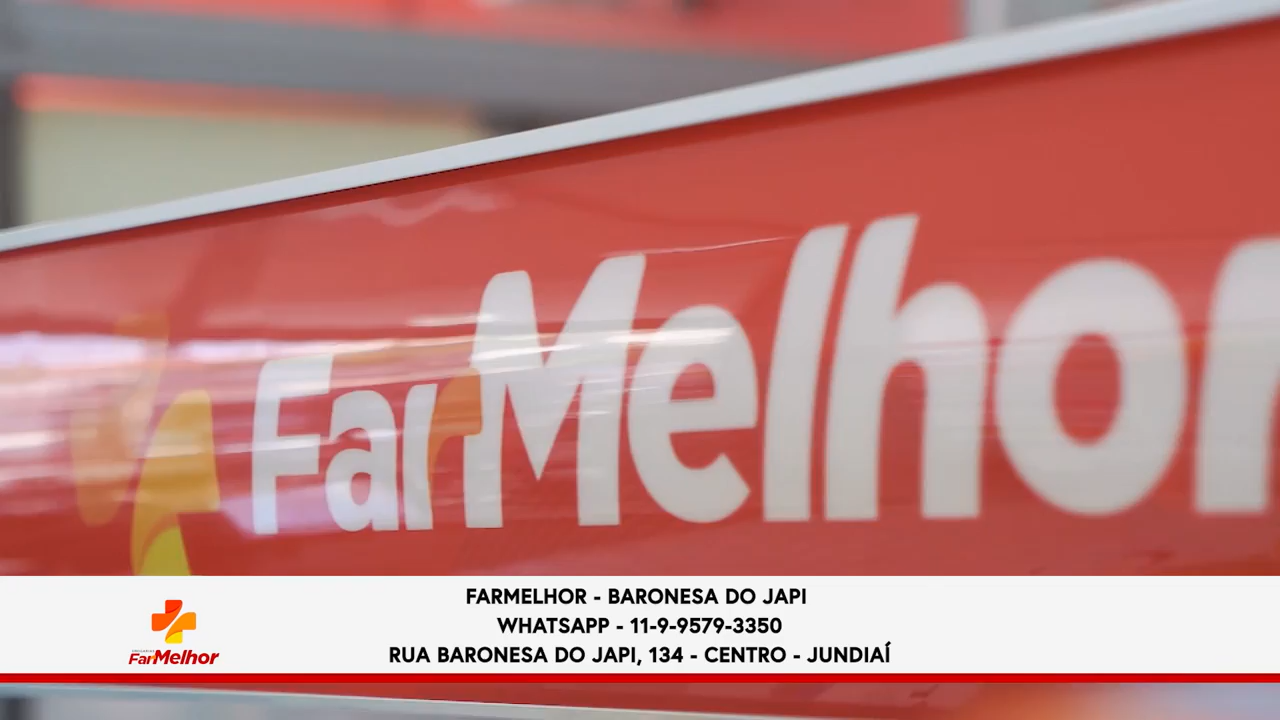 FarMelhor
FARMELHOR - BARONESA DO JAPI
WHATSAPP - 11-9-9579-3350
RUA BARONESA DO JAPI, 134 - CENTRO - JUNDIAÍ
FarMelhor